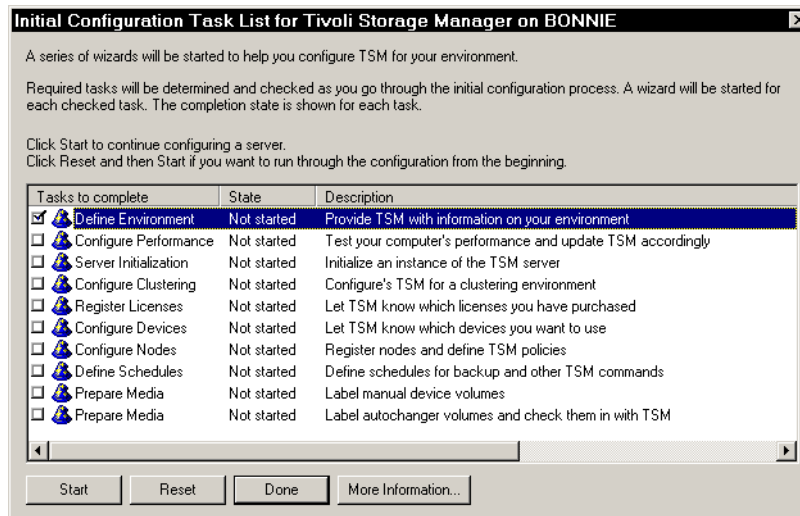 Initial Configuration Task List for Tivoli Storage Manager on BONNIE
A series of wizards will be started to help you configure TSM for your environment.
Required tasks will be determined and checked as you go through the initial configuration process. A wizard will be started for
each checked task. The completion state is shown for each task.
Click Start to continue configuring a server.
Click Reset and then Start if you want to run through the configuration from the beginning.
Tasks to complete State Description
Define Environment Not started Provide TSM with information on your environment
Configure Performance Not started Test your computer's performance and update TSM accordingly
Server Initialization Not started Initialize an instance of the TSM server
Configure Clustering Not started Configure's TSM for a clustering environment
Register Licenses Not started Let TSM know which licenses you have purchased
Configure Devices Not started Let TSM know which devices you want to use
Configure Nodes Not started Register nodes and define TSM policies
Define Schedules Not started Define schedules for backup and other TSM commands
Prepare Media Not started Label manual device volumes
Prepare Media Not started Label autochanger volumes and check them in with TSM
Start Reset Done More Information...